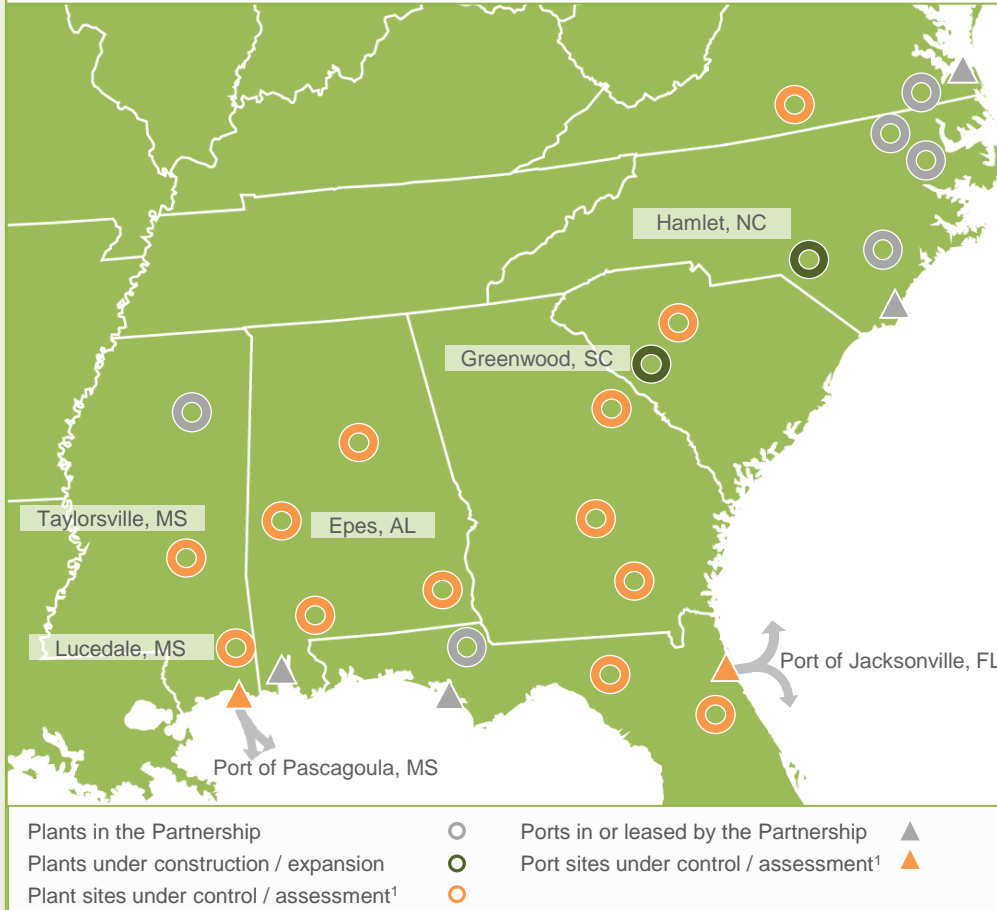 Hamlet, NC
Greenwood, SC
Taylorsville, MS
Epes, AL
Lucedale, MS
Port of Jacksonville, FL
Port of Pascagoula, MS
Plants in the Partnership
Ports in or leased by the Partnership
Plants under construction / expansion
Port sites under control / assessment¹
Plant sites under control / assessment¹